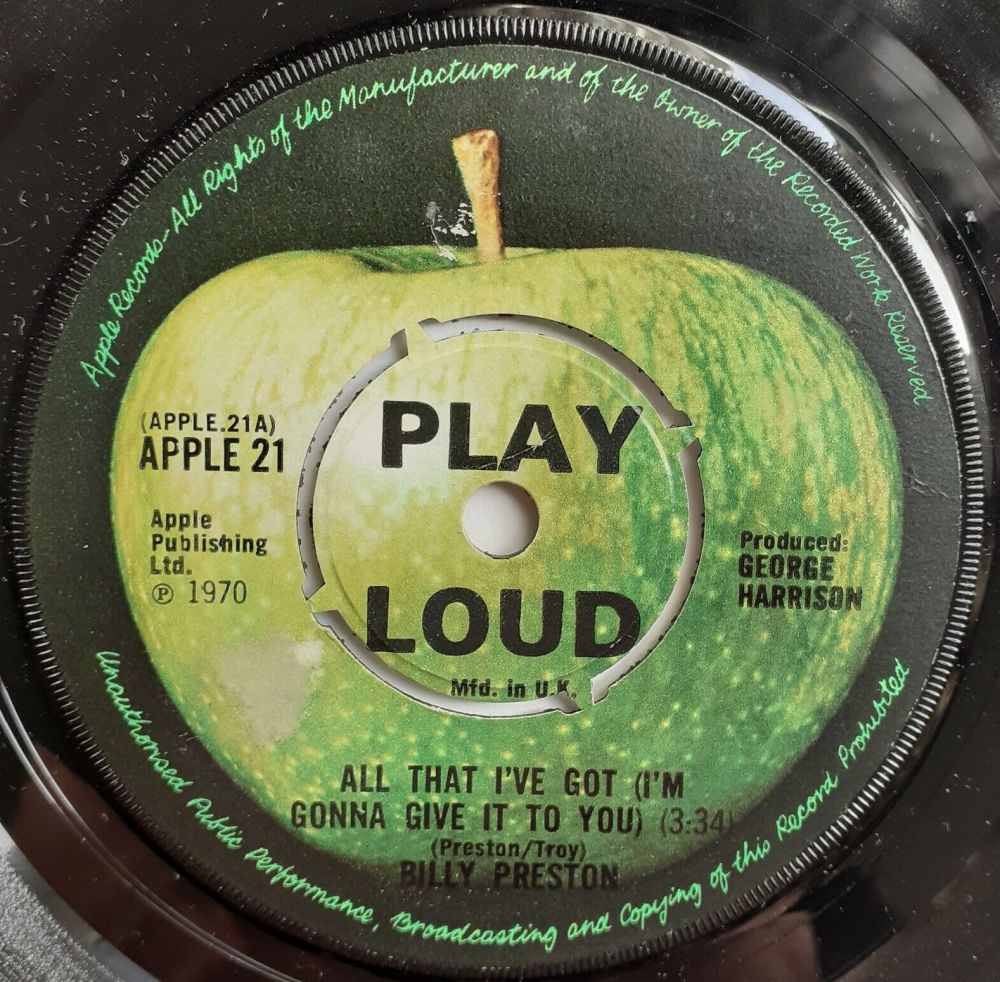 Apple Records-All Rights of the Manufacturer and of the Owner of the Recorded Work Reserved
(APPLE.21A)
APPLE 21
PLAY
LOUD
Apple
Publishing
Ltd.
℗ 1970
Produced:
GEORGE
HARRISON
Mfd. in U.K.
ALL THAT I'VE GOT (I'M
GONNA GIVE IT TO YOU) (3:34)
(Preston/Troy)
BILLY PRESTON
Unauthorised Public Performance, Broadcasting and Copying of this Record Prohibited